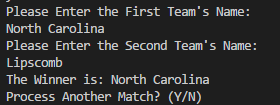 Please Enter the First Team's Name:
North Carolina
Please Enter the Second Team's Name:
Lipscomb
The Winner is: North Carolina
Process Another Match? (Y/N)